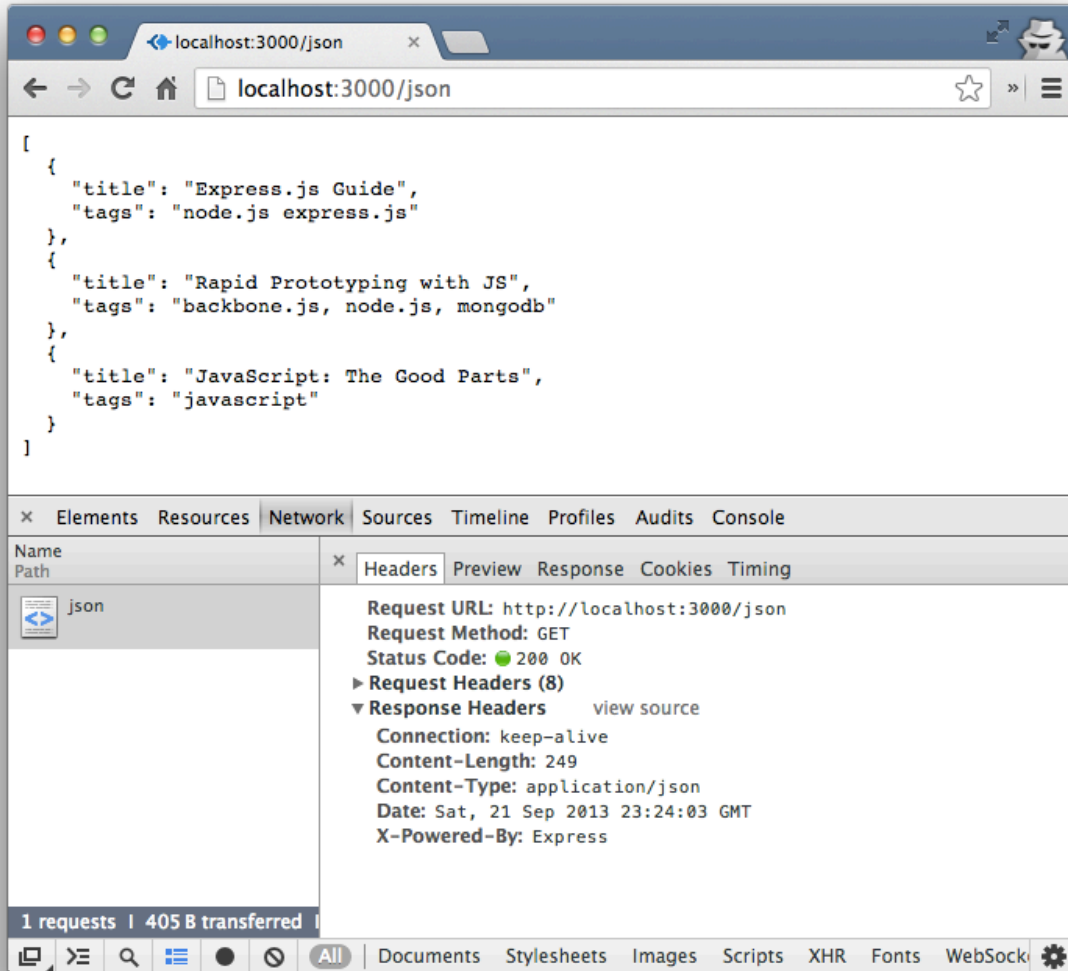 localhost:3000/json
localhost:3000/json
[
  {
    "title": "Express.js Guide",
    "tags": "node.js express.js"
  },
  {
    "title": "Rapid Prototyping with JS",
    "tags": "backbone.js, node.js, mongodb"
  },
  {
    "title": "JavaScript: The Good Parts",
    "tags": "javascript"
  }
]
× Elements Resources Network Sources Timeline Profiles Audits Console
Name
Path
json
× Headers Preview Response Cookies Timing
Request URL: http://localhost:3000/json
Request Method: GET
Status Code: 200 OK
Request Headers (8)
Response Headers view source
Connection: keep-alive
Content-Length: 249
Content-Type: application/json
Date: Sat, 21 Sep 2013 23:24:03 GMT
X-Powered-By: Express
1 requests | 405 B transferred |
All Documents Stylesheets Images Scripts XHR Fonts WebSock